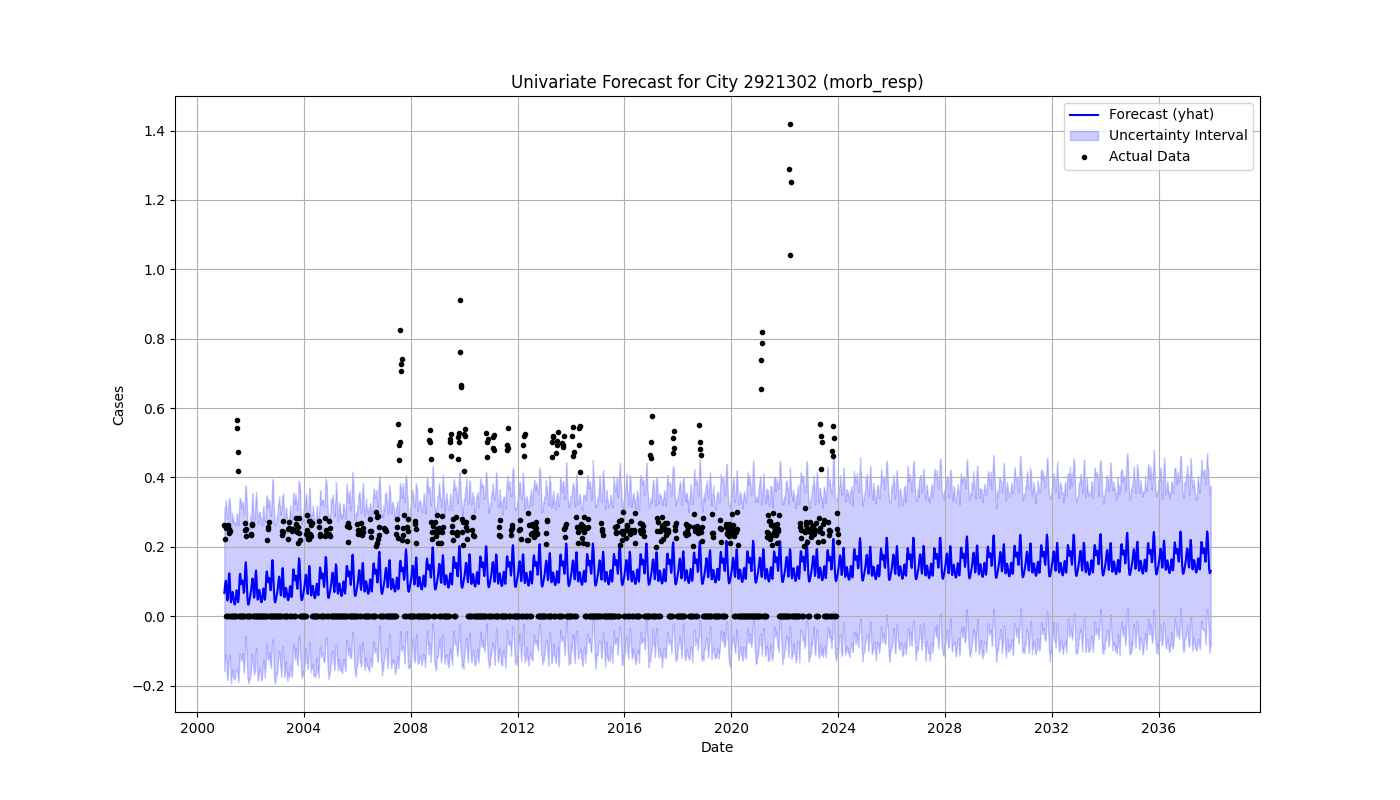 Univariate Forecast for City 2921302 (morb_resp)
Forecast (yhat)
Uncertainty Interval
Actual Data
1.4
1.2
1.0
0.8
0.6
0.4
0.2
0.0
−0.2
Cases
2000 2004 2008 2012 2016 2020 2024 2028 2032 2036
Date